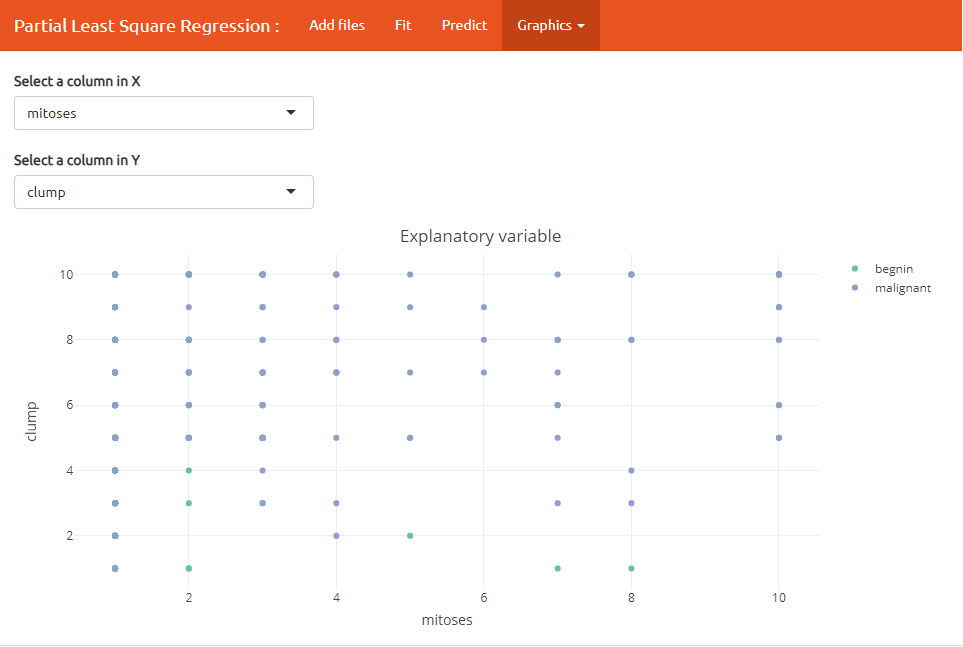 Partial Least Square Regression : Add files Fit Predict Graphics
Select a column in X
mitoses
Select a column in Y
clump
Explanatory variable
begnin
malignant
10
8
6
4
2
clump
2 4 6 8 10
mitoses